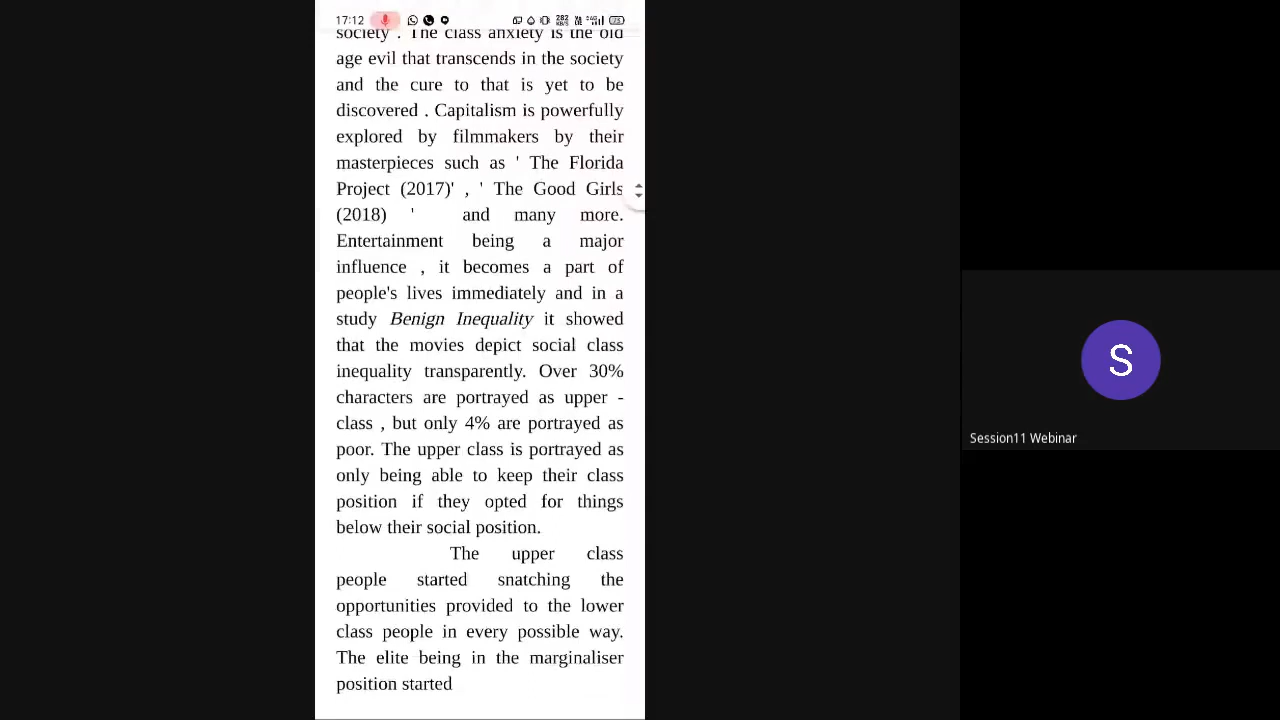 17:12
society . The class anxiety is the old
age evil that transcends in the society
and the cure to that is yet to be
discovered . Capitalism is powerfully
explored by filmmakers by their
masterpieces such as ' The Florida
Project (2017)' , ' The Good Girls
(2018) ' and many more.
Entertainment being a major
influence , it becomes a part of
people's lives immediately and in a
study Benign Inequality it showed
that the movies depict social class
inequality transparently. Over 30%
characters are portrayed as upper -
class , but only 4% are portrayed as
poor. The upper class is portrayed as
only being able to keep their class
position if they opted for things
below their social position.
The upper class
people started snatching the
opportunities provided to the lower
class people in every possible way.
The elite being in the marginaliser
position started
S
Session11 Webinar